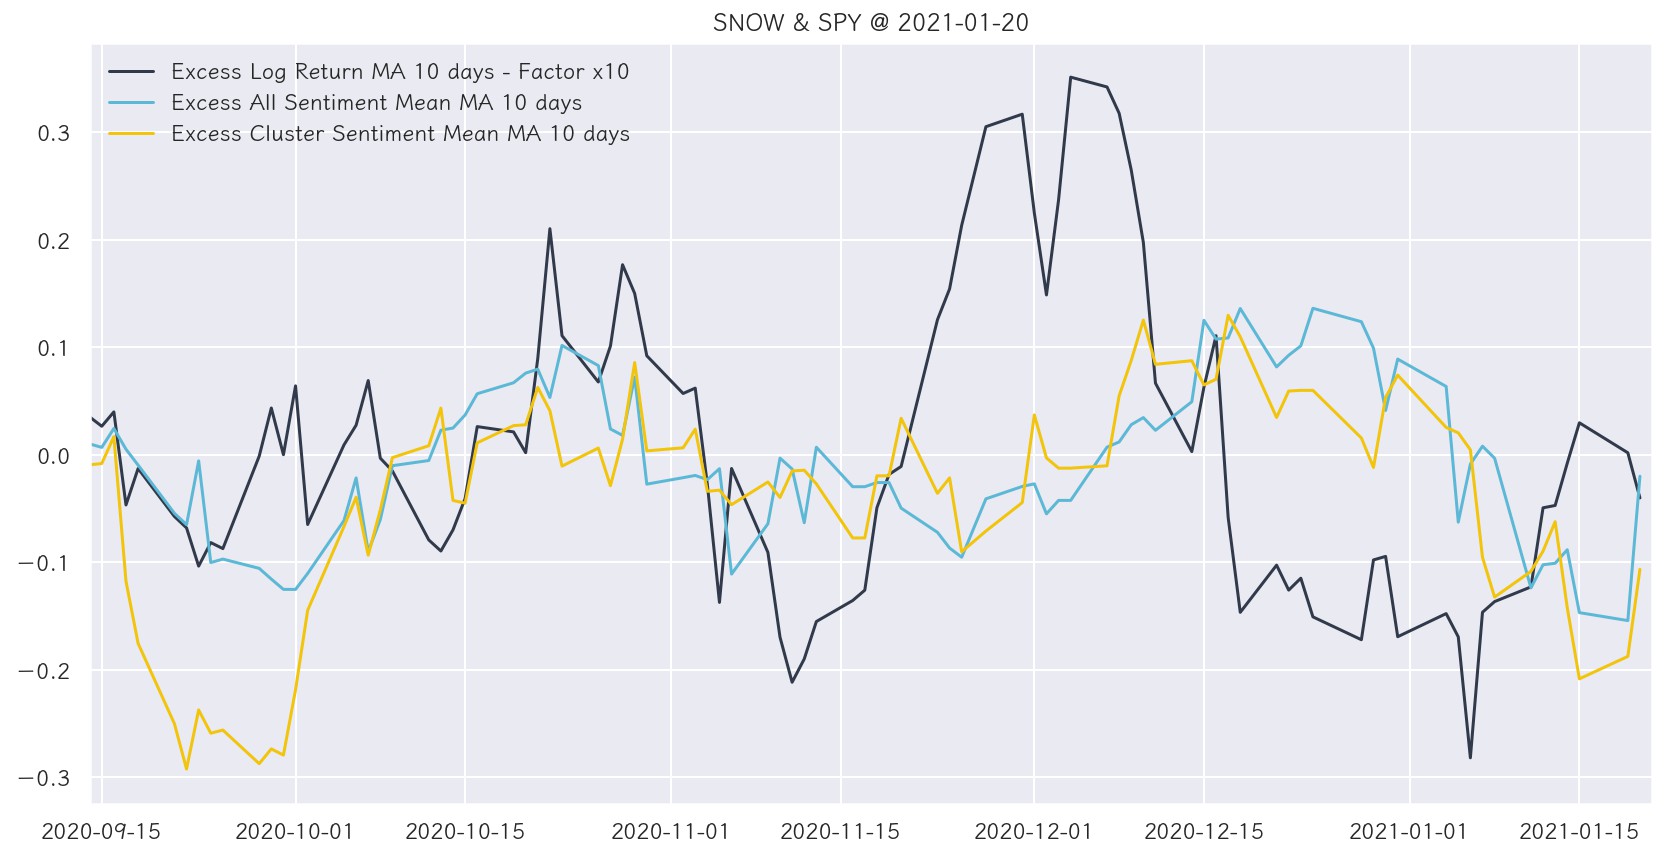 SNOW & SPY @ 2021-01-20
Excess Log Return MA 10 days - Factor x10
Excess All Sentiment Mean MA 10 days
Excess Cluster Sentiment Mean MA 10 days
0.3
0.2
0.1
0.0
−0.1
−0.2
−0.3
2020-09-15 2020-10-01 2020-10-15 2020-11-01 2020-11-15 2020-12-01 2020-12-15 2021-01-01 2021-01-15